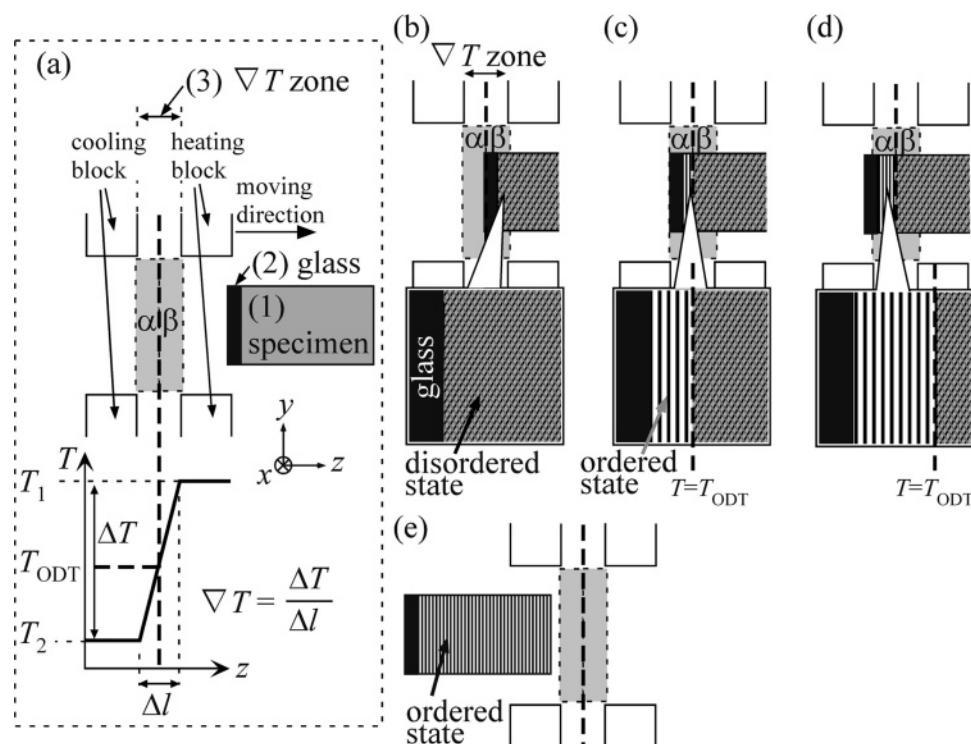 (a)
(3) ∇T zone
cooling
block
heating
block
moving
direction
(2) glass
(1)
specimen
α β
y
x
z
T
T1
ΔT
TODT
T2
∇T = ΔT
Δl
z
Δl
(b)
∇T zone
α β
glass
disordered
state
(c)
α β
ordered
state
T=TODT
(d)
α β
T=TODT
(e)
ordered
state